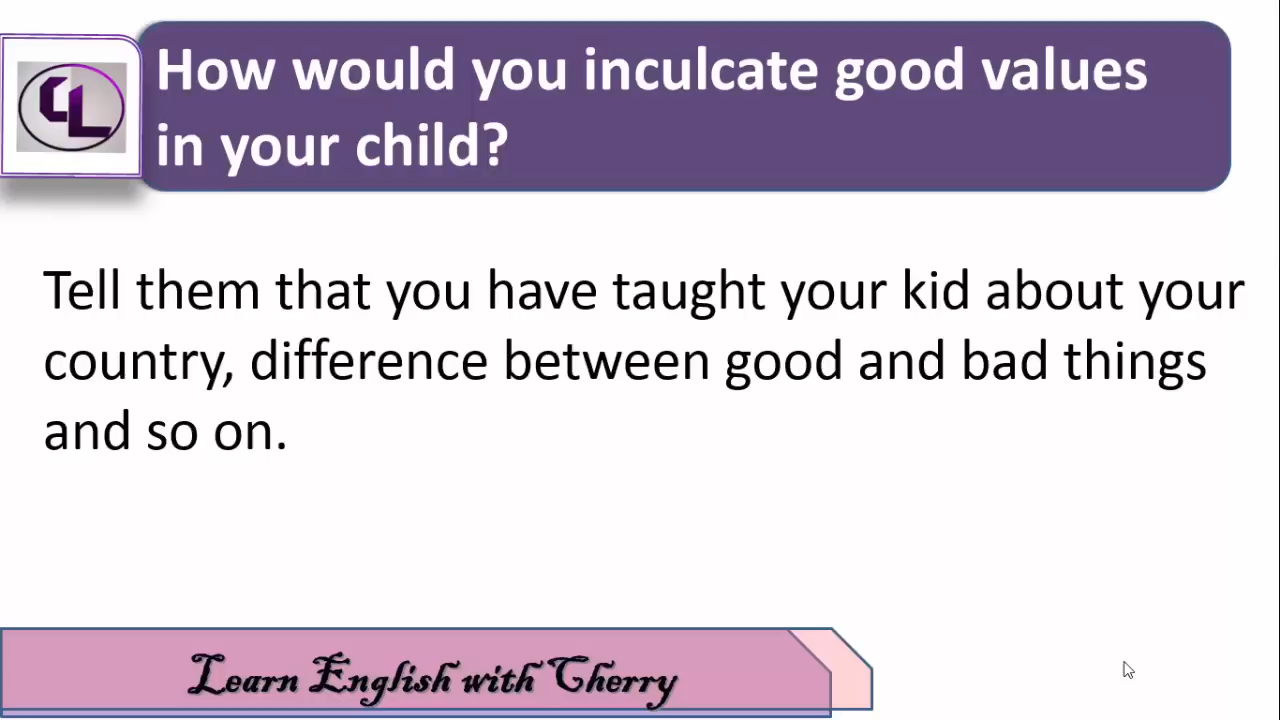 How would you inculcate good values
in your child?
CL
Tell them that you have taught your kid about your
country, difference between good and bad things
and so on.
Learn English with Cherry